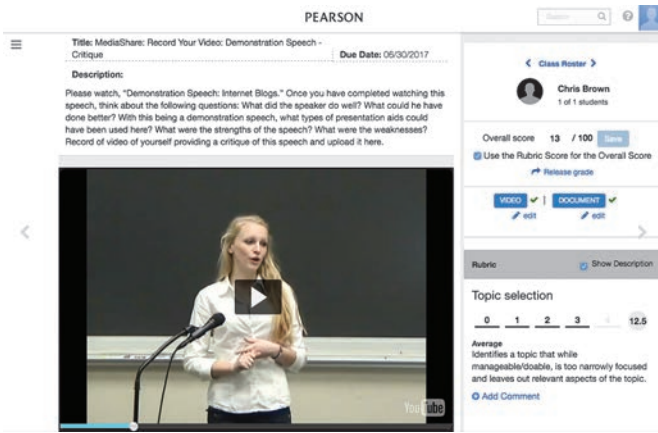 PEARSON
Search
Title: MediaShare: Record Your Video: Demonstration Speech -
Critique
Due Date: 06/30/2017
Description:
Please watch, “Demonstration Speech: Internet Blogs.” Once you have completed watching this
speech, think about the following questions: What did the speaker do well? What could he have
done better? With this being a demonstration speech, what types of presentation aids could
have been used here? What were the strengths of the speech? What were the weaknesses?
Record of video of yourself providing a critique of this speech and upload it here.
YouTube
Class Roster
Chris Brown
1 of 1 students
Overall score 13 / 100 Save
Use the Rubric Score for the Overall Score
Release grade
VIDEO | DOCUMENT
edit edit
Rubric Show Description
Topic selection
0 1 2 3 4 12.5
Average
Identifies a topic that while
manageable/doable, is too narrowly focused
and leaves out relevant aspects of the topic.
Add Comment